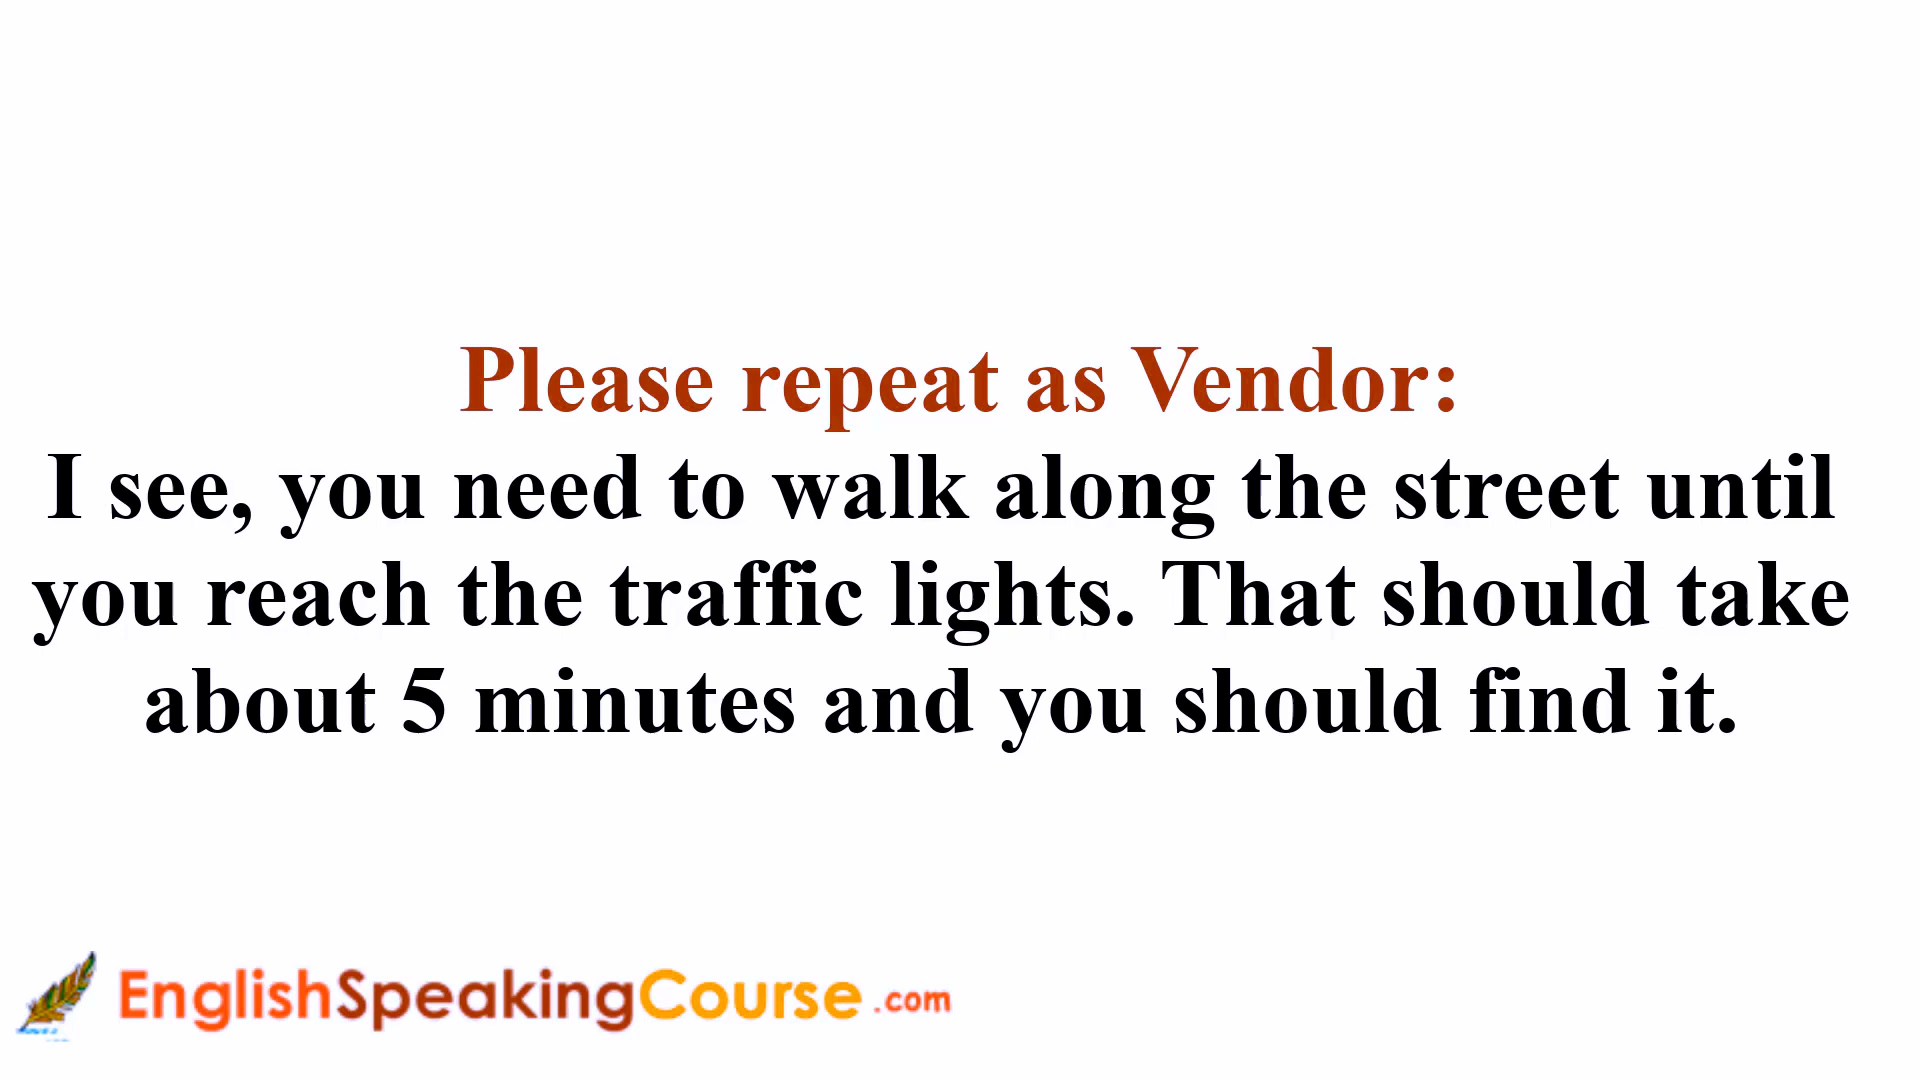 Please repeat as Vendor:
I see, you need to walk along the street until
you reach the traffic lights. That should take
about 5 minutes and you should find it.
EnglishSpeakingCourse.com